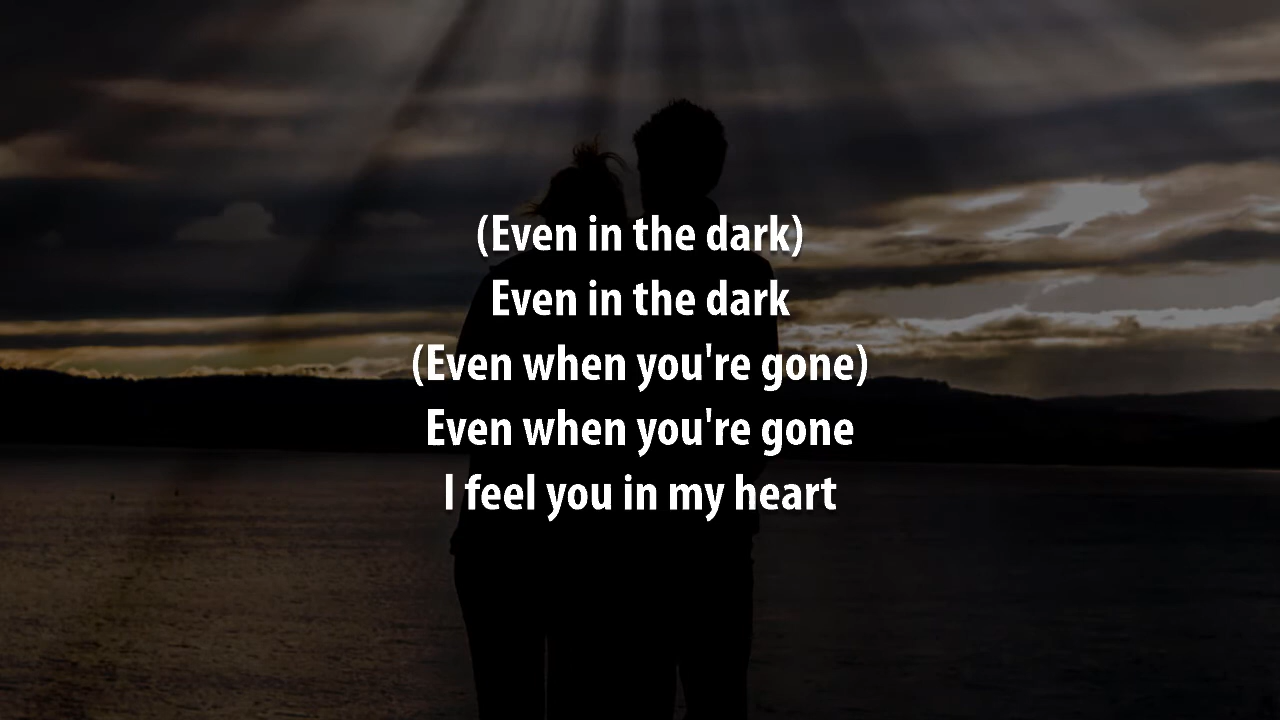 (Even in the dark)
Even in the dark
(Even when you're gone)
Even when you're gone
I feel you in my heart